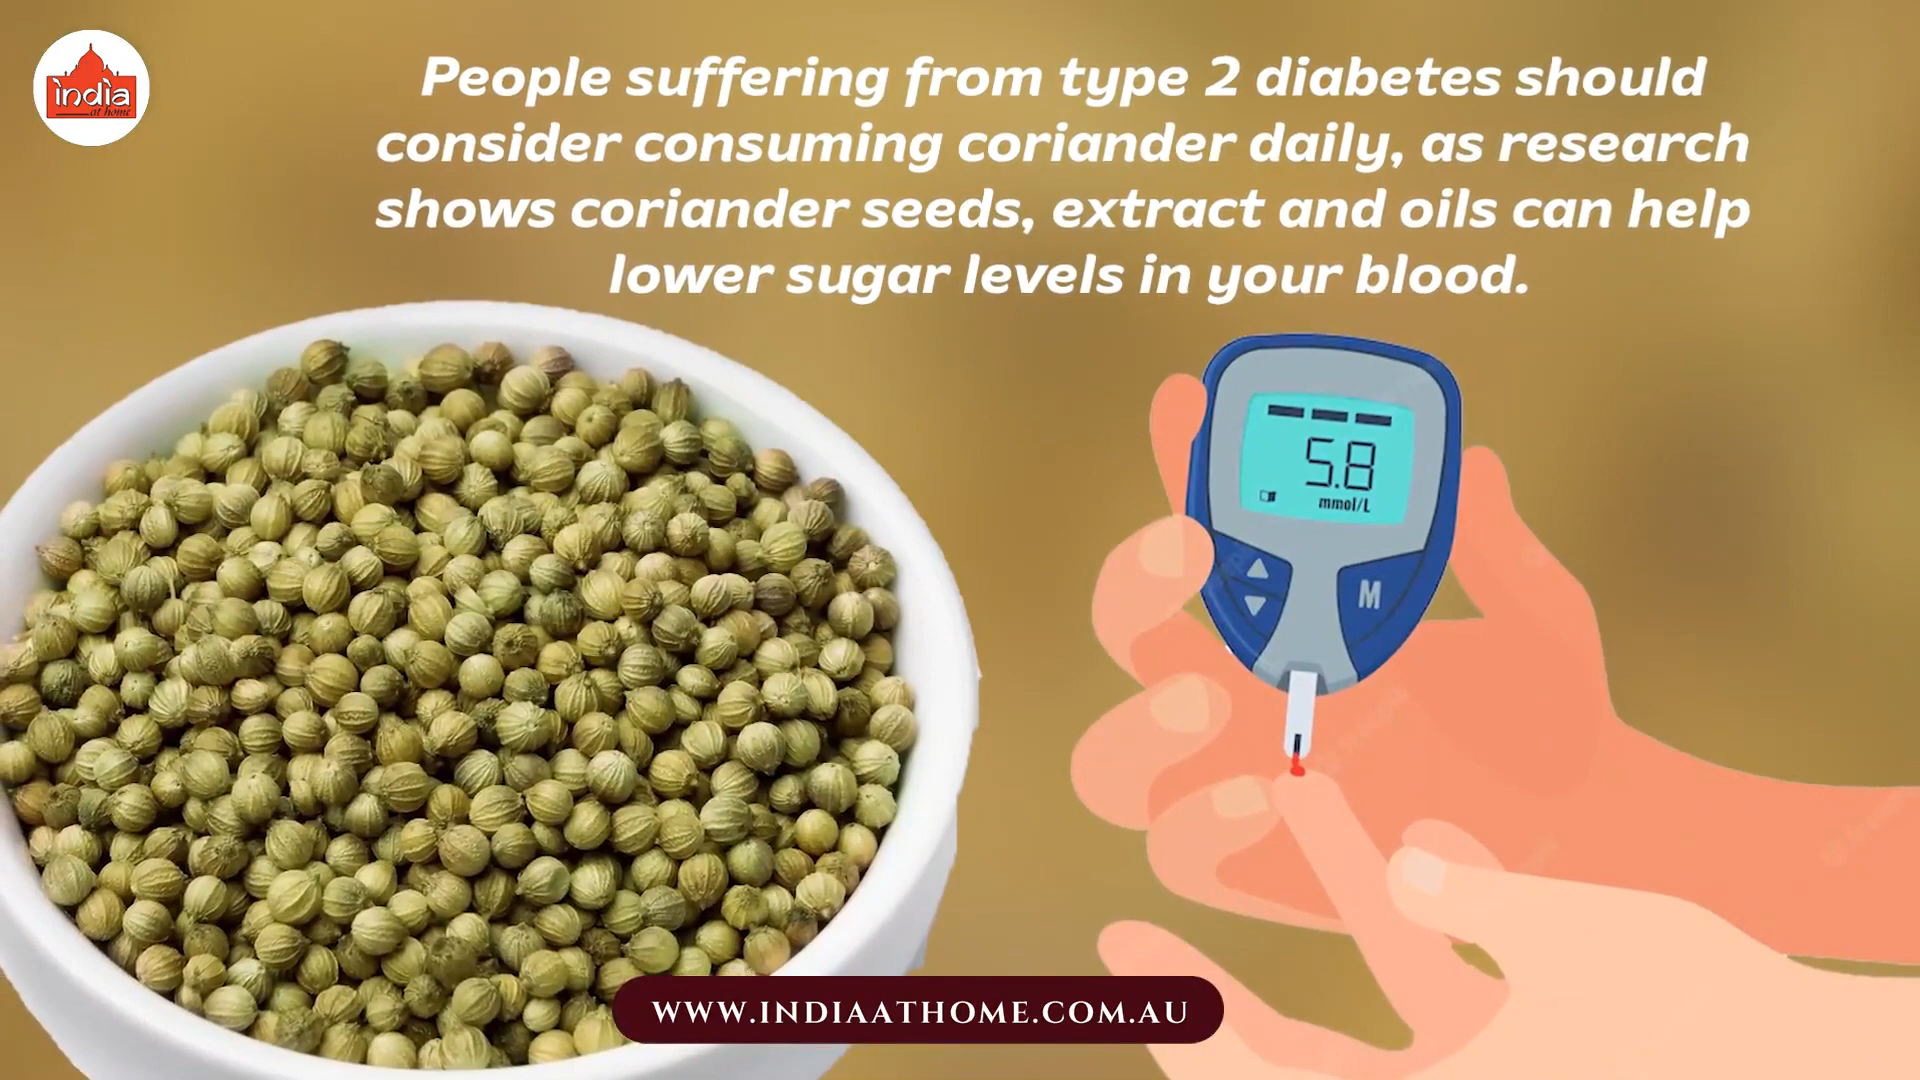 india
at home
People suffering from type 2 diabetes should
consider consuming coriander daily, as research
shows coriander seeds, extract and oils can help
lower sugar levels in your blood.
5.8
mmol/L
M
WWW.INDIAATHOME.COM.AU